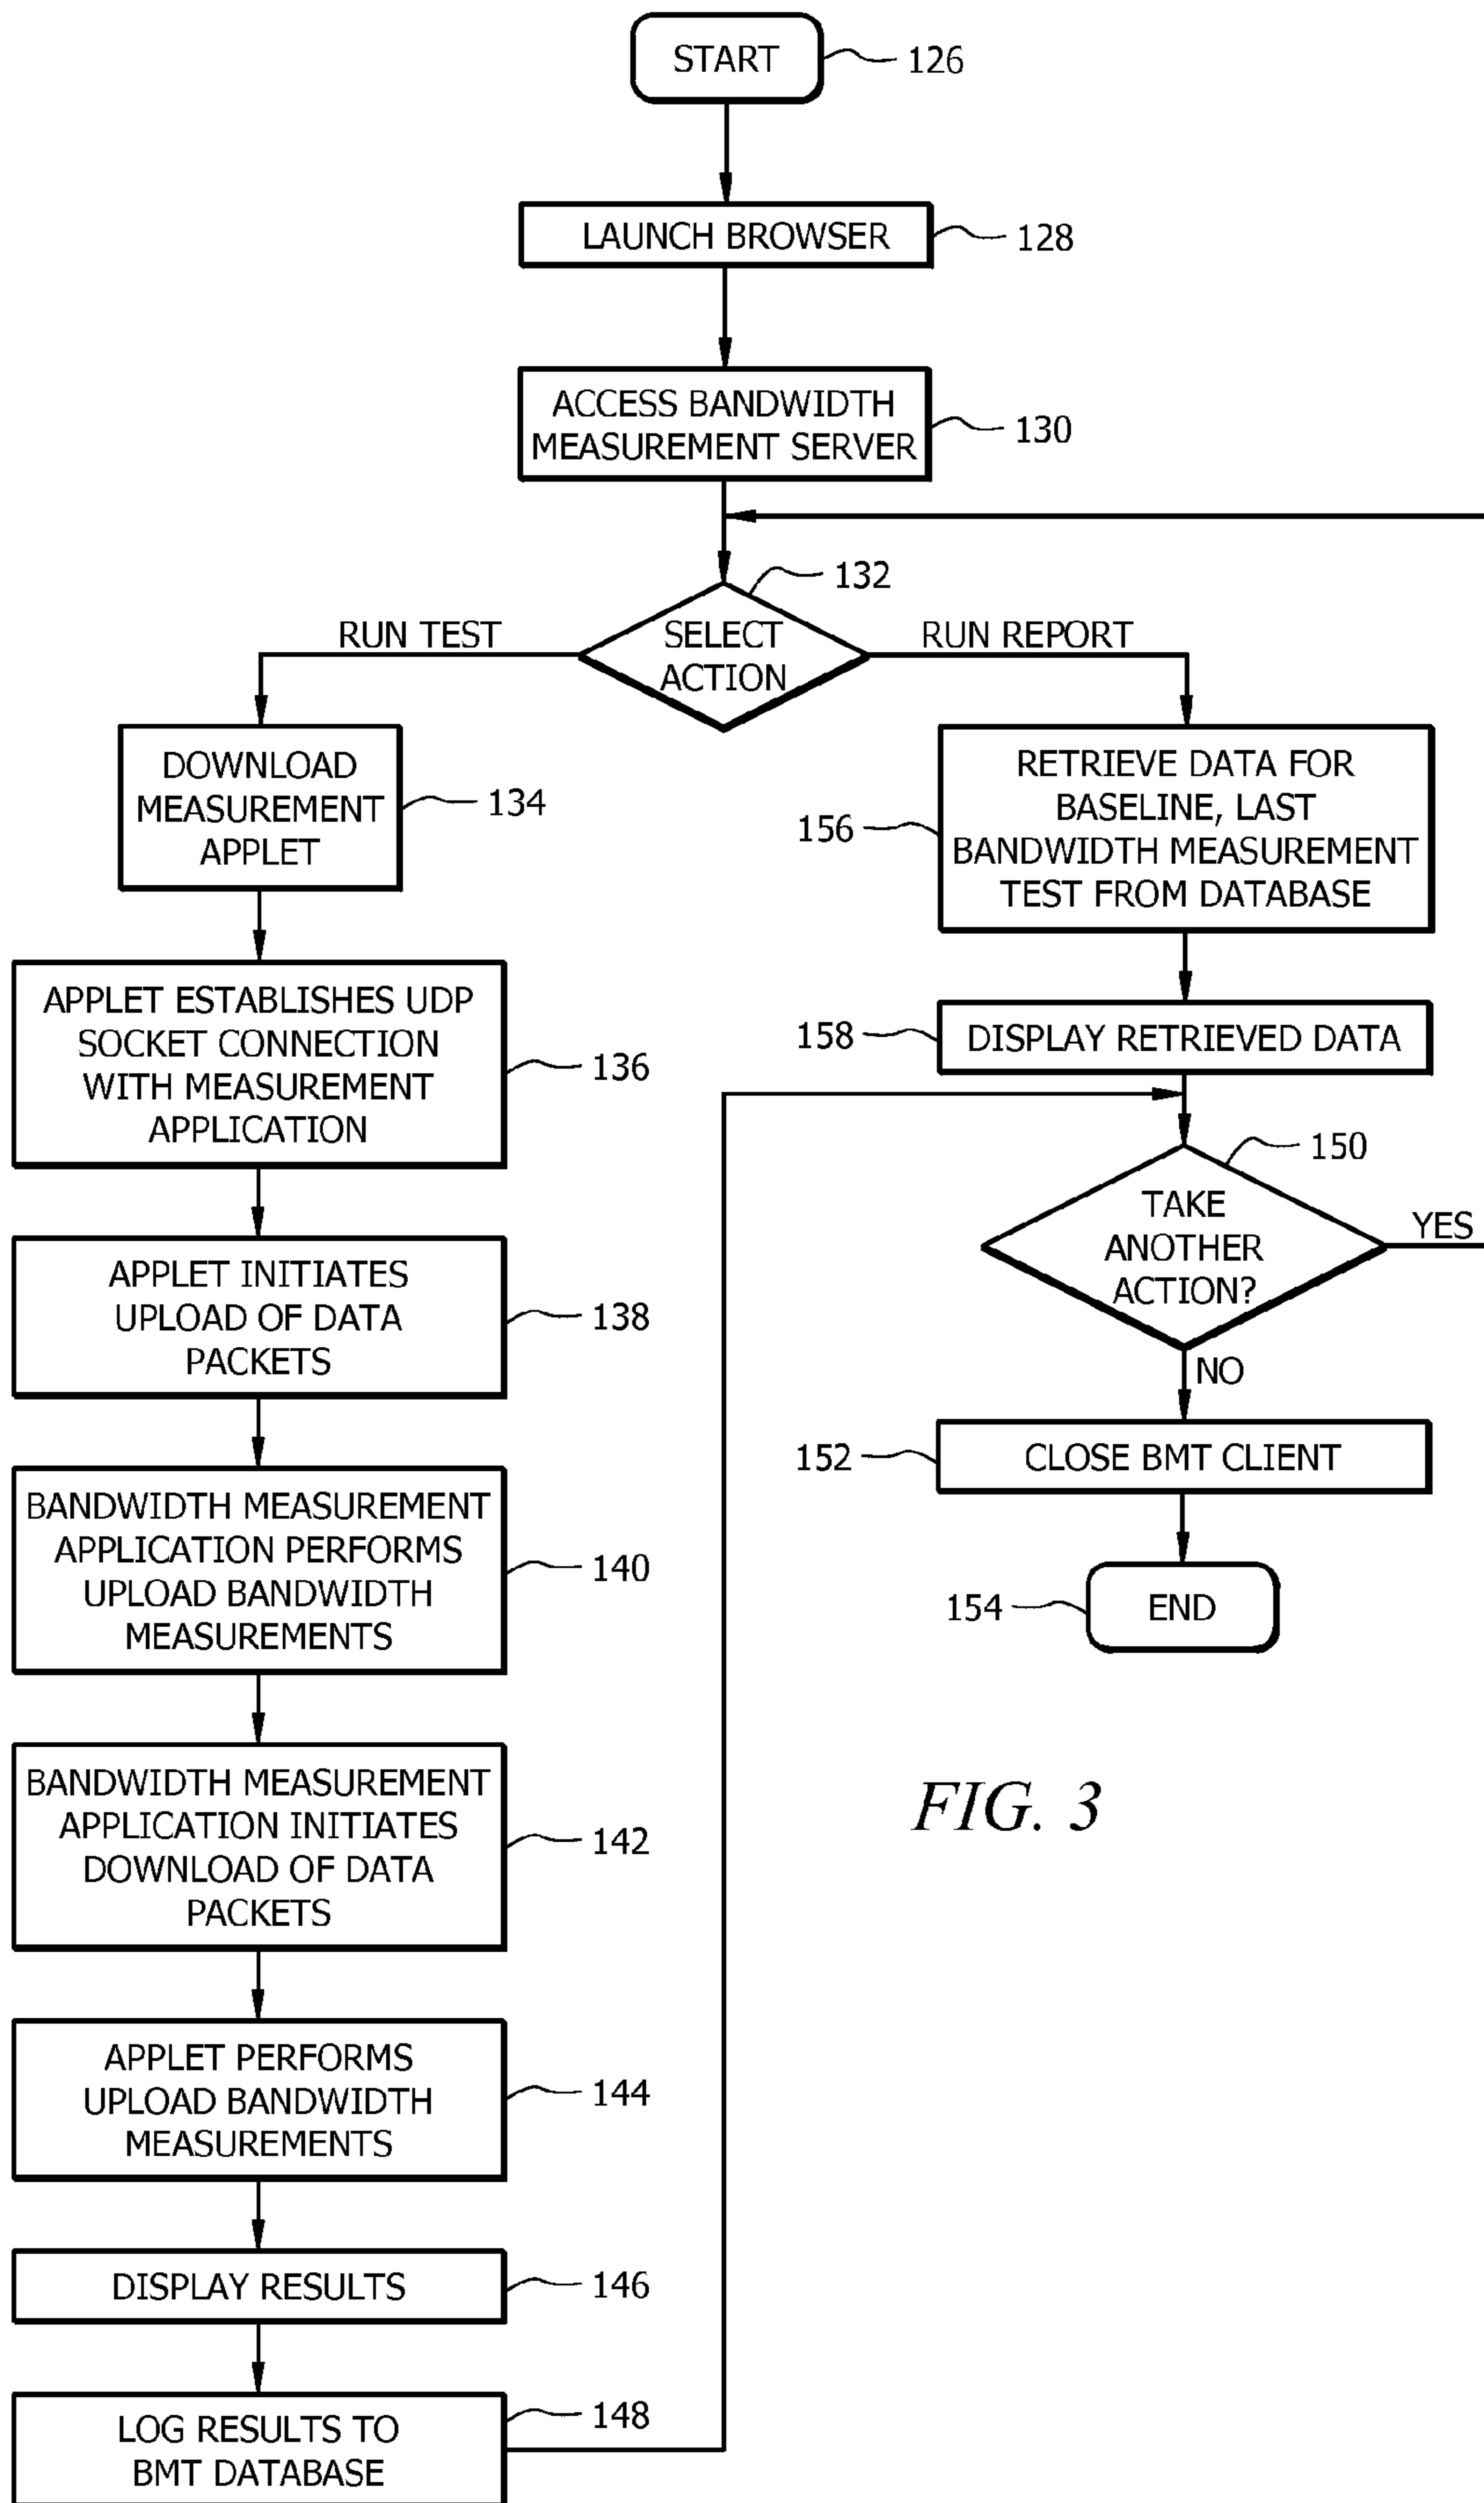 START
126
LAUNCH BROWSER
128
ACCESS BANDWIDTH
MEASUREMENT SERVER
130
132
SELECT
ACTION
RUN TEST
RUN REPORT
DOWNLOAD
MEASUREMENT
APPLET
134
APPLET ESTABLISHES UDP
SOCKET CONNECTION
WITH MEASUREMENT
APPLICATION
136
APPLET INITIATES
UPLOAD OF DATA
PACKETS
138
BANDWIDTH MEASUREMENT
APPLICATION PERFORMS
UPLOAD BANDWIDTH
MEASUREMENTS
140
BANDWIDTH MEASUREMENT
APPLICATION INITIATES
DOWNLOAD OF DATA
PACKETS
142
APPLET PERFORMS
UPLOAD BANDWIDTH
MEASUREMENTS
144
DISPLAY RESULTS
146
LOG RESULTS TO
BMT DATABASE
148
RETRIEVE DATA FOR
BASELINE, LAST
BANDWIDTH MEASUREMENT
TEST FROM DATABASE
156
158
DISPLAY RETRIEVED DATA
150
TAKE
ANOTHER
ACTION?
YES
NO
152
CLOSE BMT CLIENT
154
END
FIG. 3